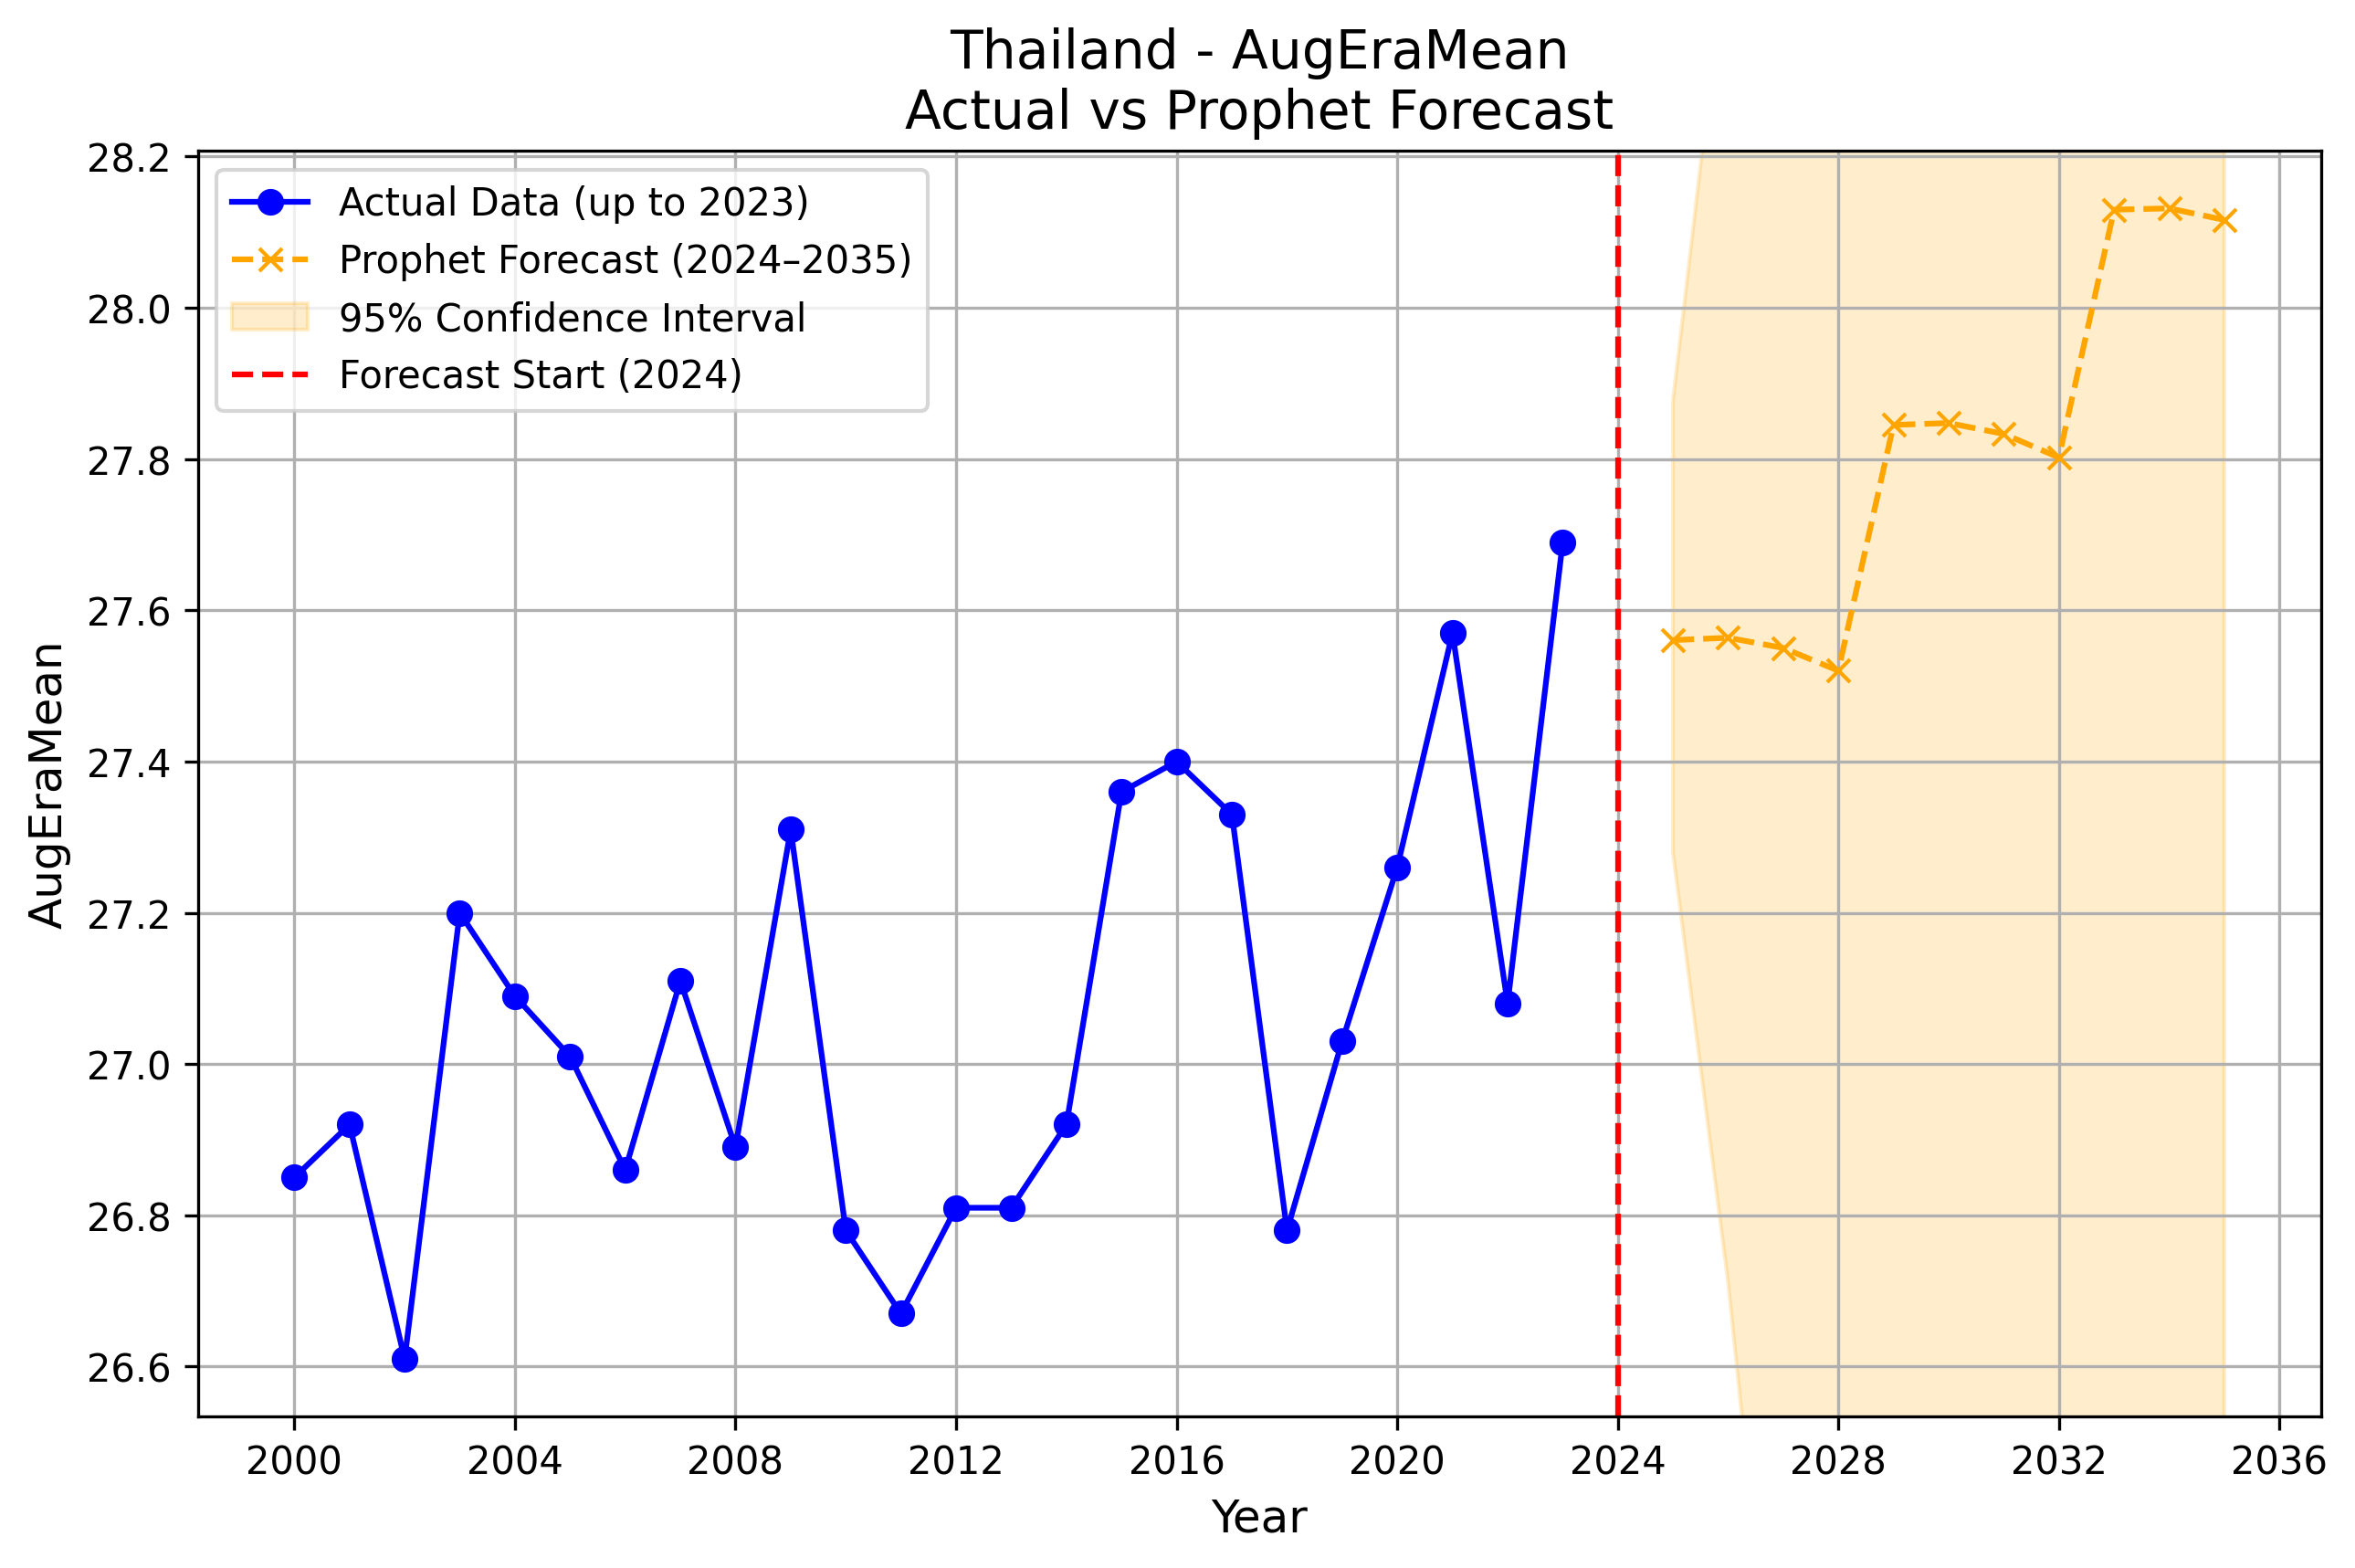 Thailand - AugEraMean
Actual vs Prophet Forecast
Actual Data (up to 2023)
Prophet Forecast (2024–2035)
95% Confidence Interval
Forecast Start (2024)
AugEraMean
28.2
28.0
27.8
27.6
27.4
27.2
27.0
26.8
26.6
2000 2004 2008 2012 2016 2020 2024 2028 2032 2036
Year